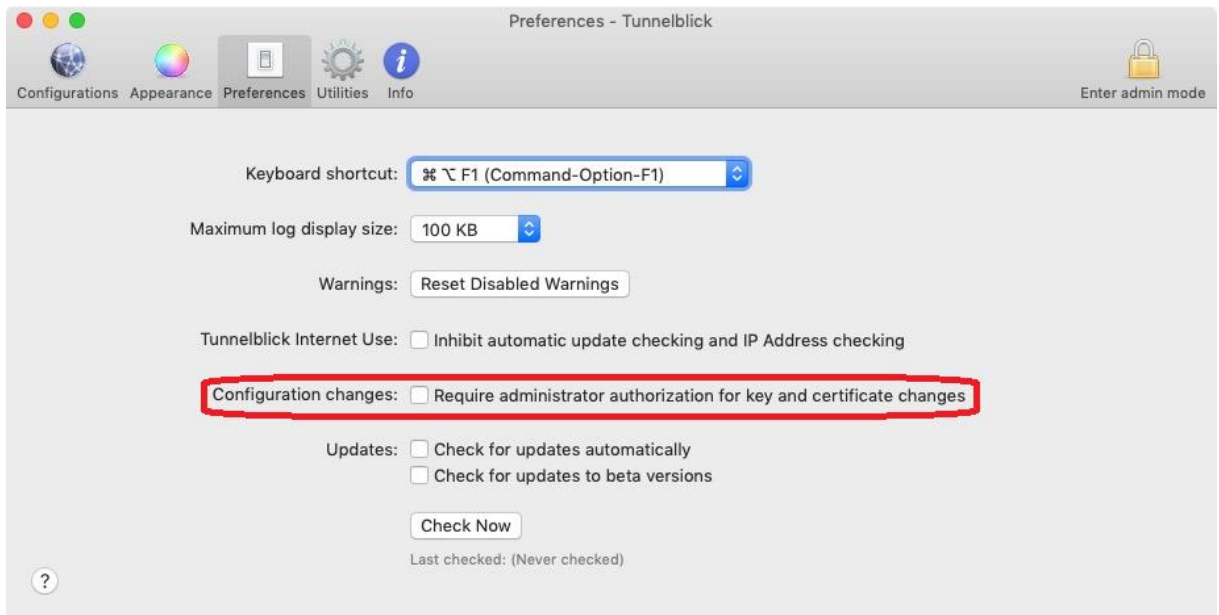 Preferences - Tunnelblick
Configurations Appearance Preferences Utilities Info Enter admin mode
Keyboard shortcut: ⌘⌥ F1 (Command-Option-F1)
Maximum log display size: 100 KB
Warnings: Reset Disabled Warnings
Tunnelblick Internet Use: Inhibit automatic update checking and IP Address checking
Configuration changes: Require administrator authorization for key and certificate changes
Updates: Check for updates automatically
Check for updates to beta versions
Check Now
Last checked: (Never checked)
?